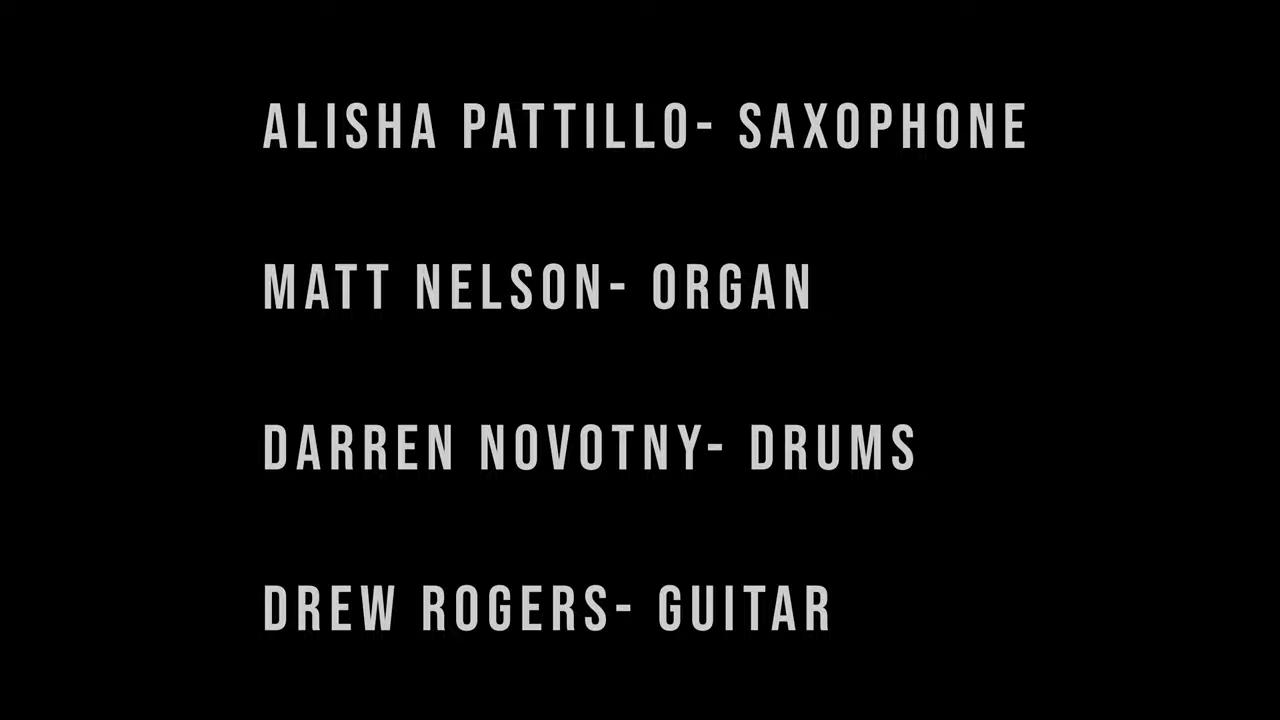 ALISHA PATTILLO- SAXOPHONE
MATT NELSON- ORGAN
DARREN NOVOTNY- DRUMS
DREW ROGERS- GUITAR